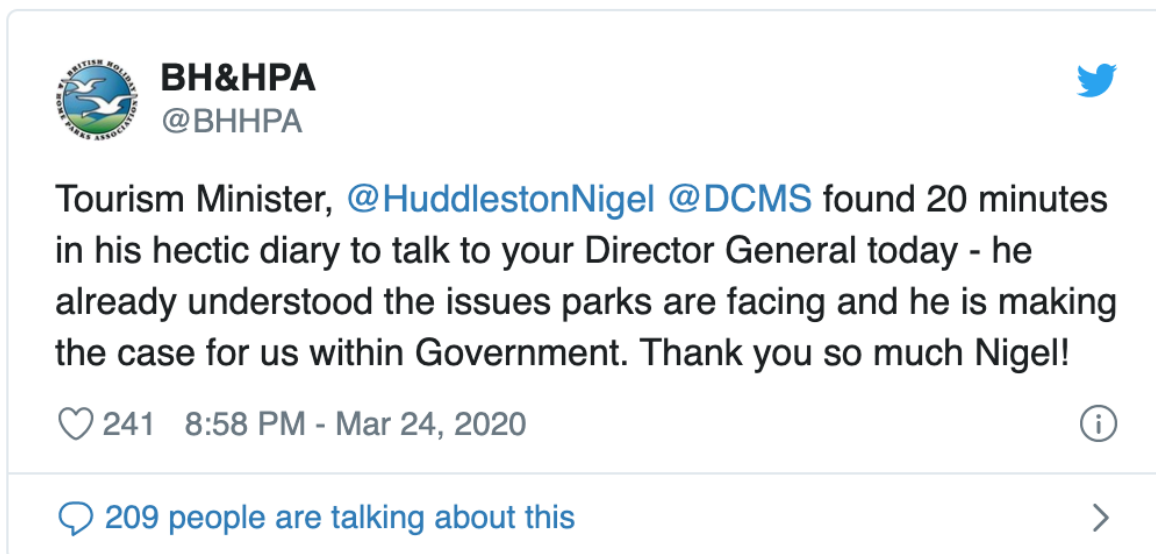 BH&HPA
@BHHPA
Tourism Minister, @HuddlestonNigel @DCMS found 20 minutes
in his hectic diary to talk to your Director General today - he
already understood the issues parks are facing and he is making
the case for us within Government. Thank you so much Nigel!
241 8:58 PM - Mar 24, 2020
209 people are talking about this